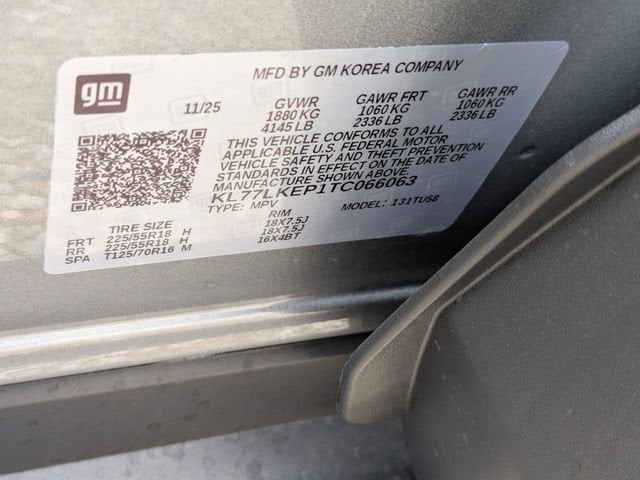 gm
MFD BY GM KOREA COMPANY
11/25 GVWR GAWR FRT GAWR RR
1880 KG 1060 KG 1060 KG
4145 LB 2336 LB 2336 LB
THIS VEHICLE CONFORMS TO ALL
APPLICABLE U.S. FEDERAL MOTOR
VEHICLE SAFETY AND THEFT PREVENTION
STANDARDS IN EFFECT ON THE DATE OF
MANUFACTURE SHOWN ABOVE.
KL77LKEP1TC066063
TYPE: MPV MODEL: 131TU58
TIRE SIZE RIM
FRT 225/55R18 H 18X7.5J
RR 225/55R18 H 18X7.5J
SPA T125/70R16 M 16X4BT